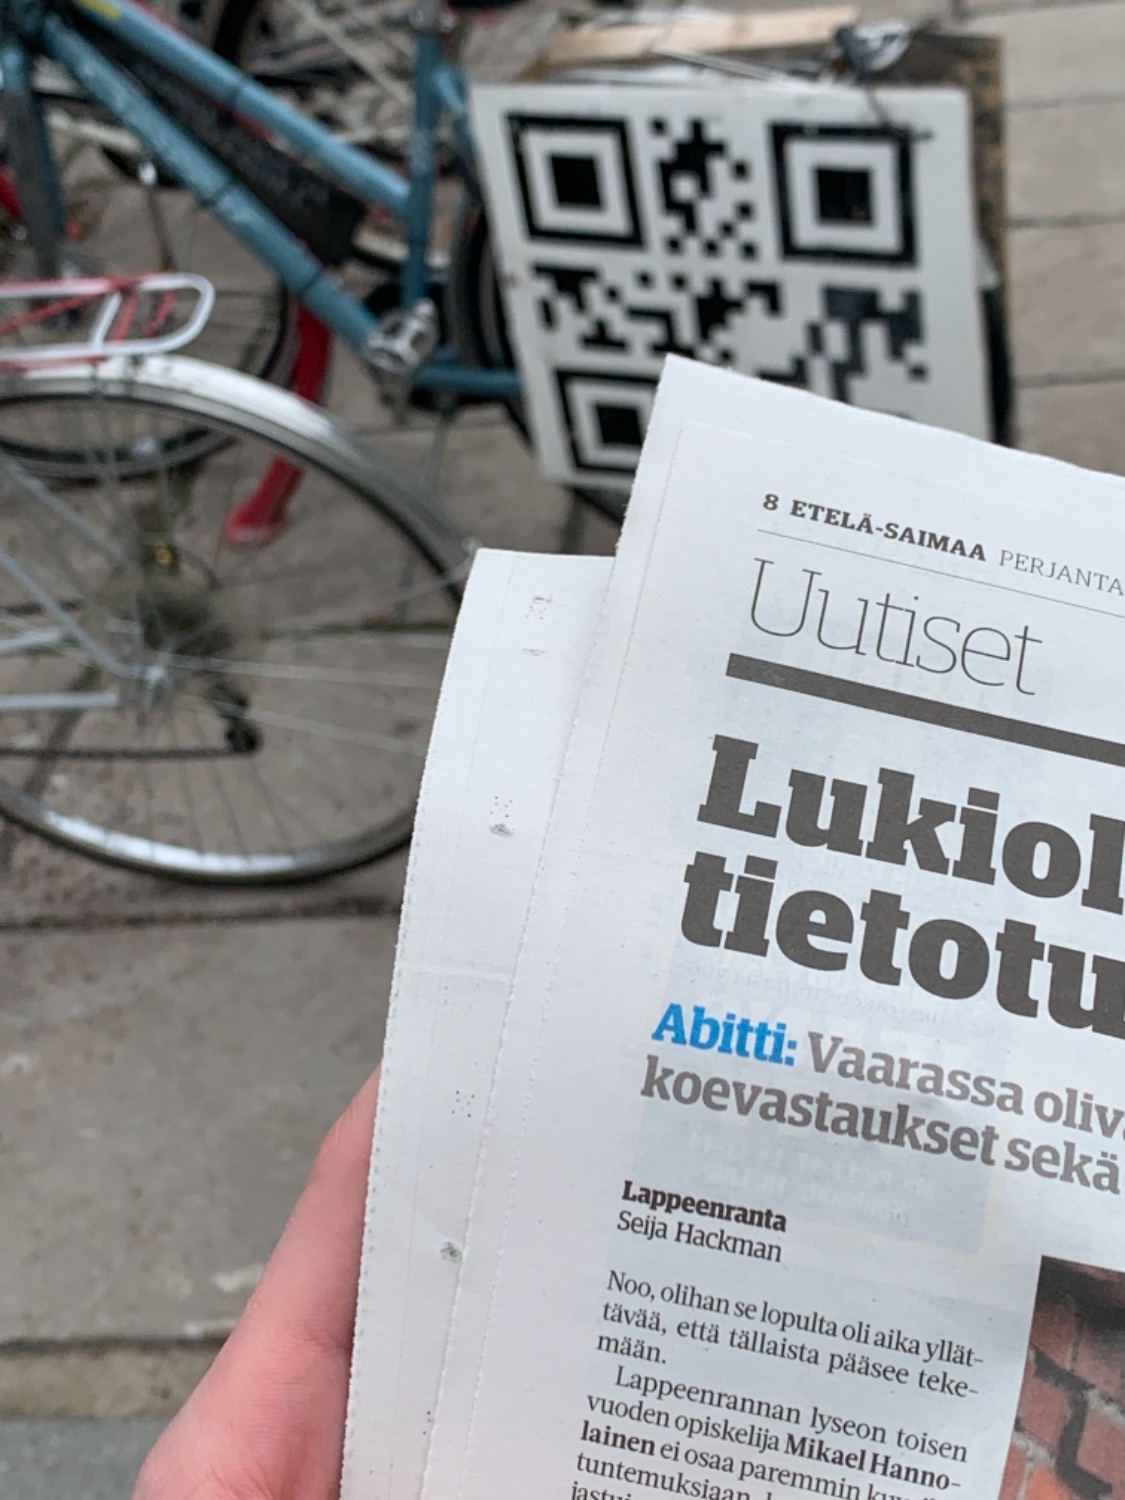 8 ETELÄ-SAIMAA PERJANTA
Uutiset
Lukiol
tietotu
Abitti: Vaarassa oliva
koevastaukset sekä
Lappeenranta
Seija Hackman
Noo, olihan se lopulta oli aika yllät-
tävää, että tällaista pääsee teke-
mään.
Lappeenrannan lyseon toisen
vuoden opiskelija Mikael Hanno-
lainen ei osaa paremmin
tuntemuksiaan